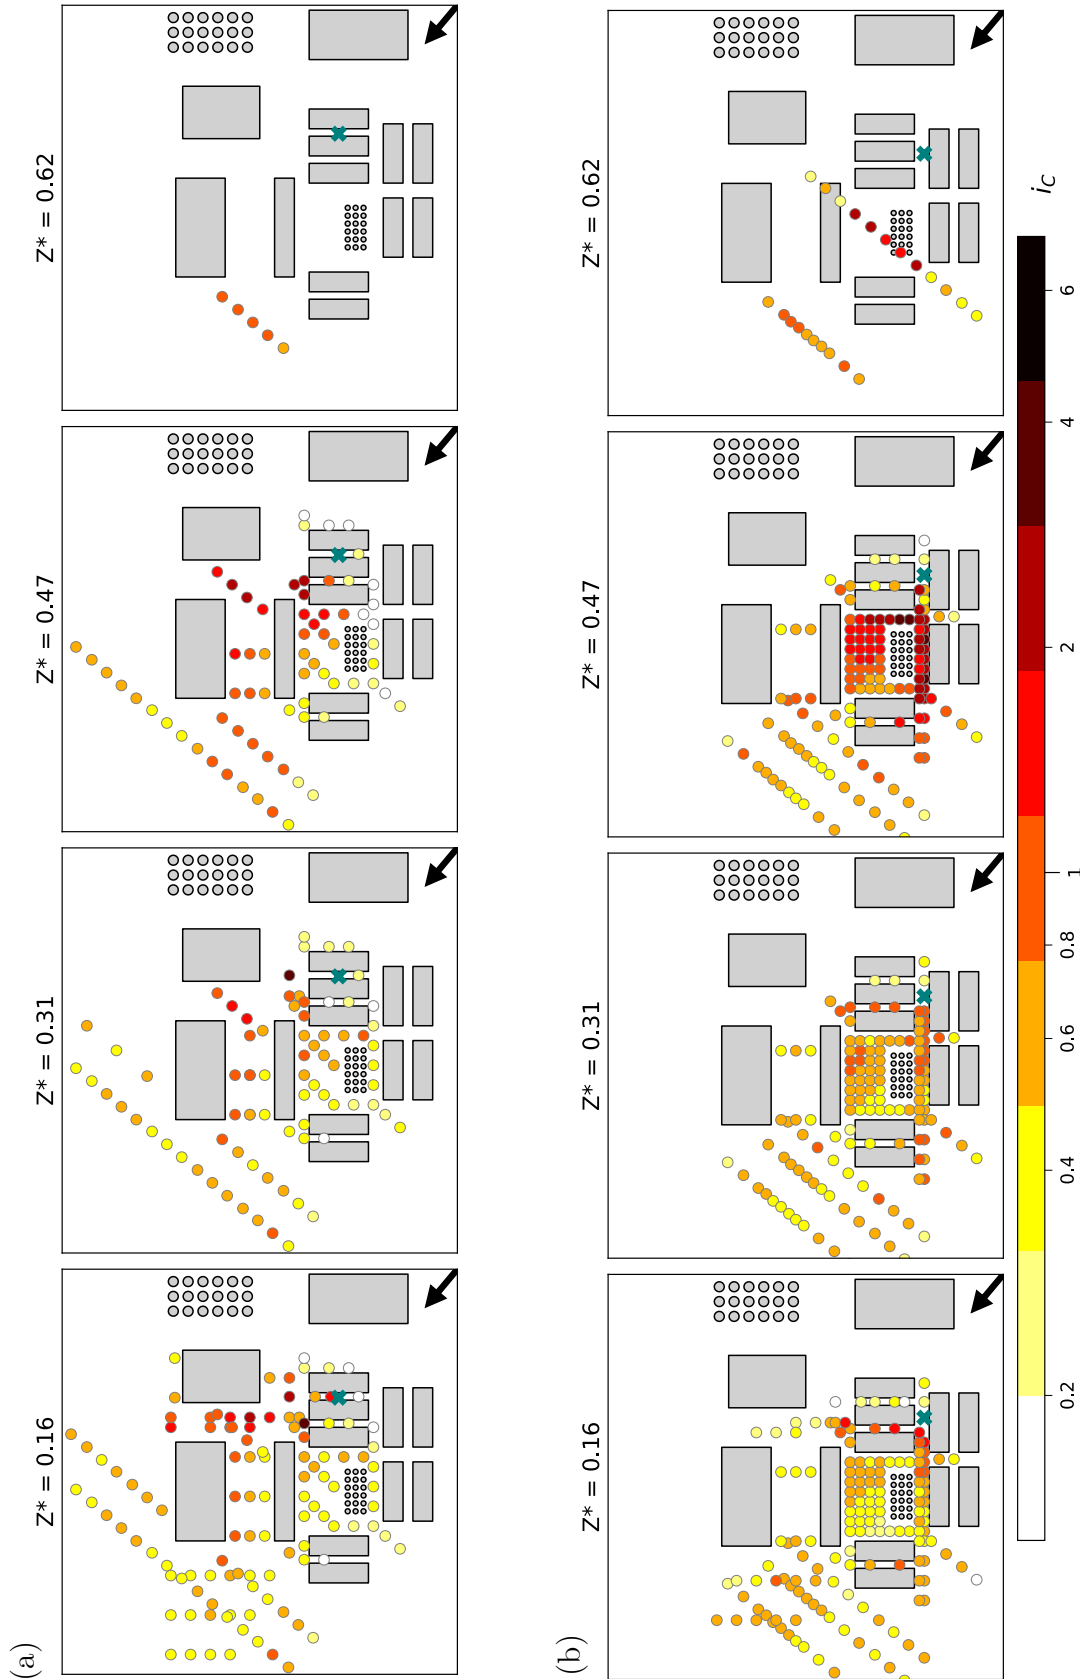 (a)
Z* = 0.16
Z* = 0.31
Z* = 0.47
Z* = 0.62
(b)
Z* = 0.16
Z* = 0.31
Z* = 0.47
Z* = 0.62
0.2
0.4
0.6
0.8
1
2
4
6
i_C